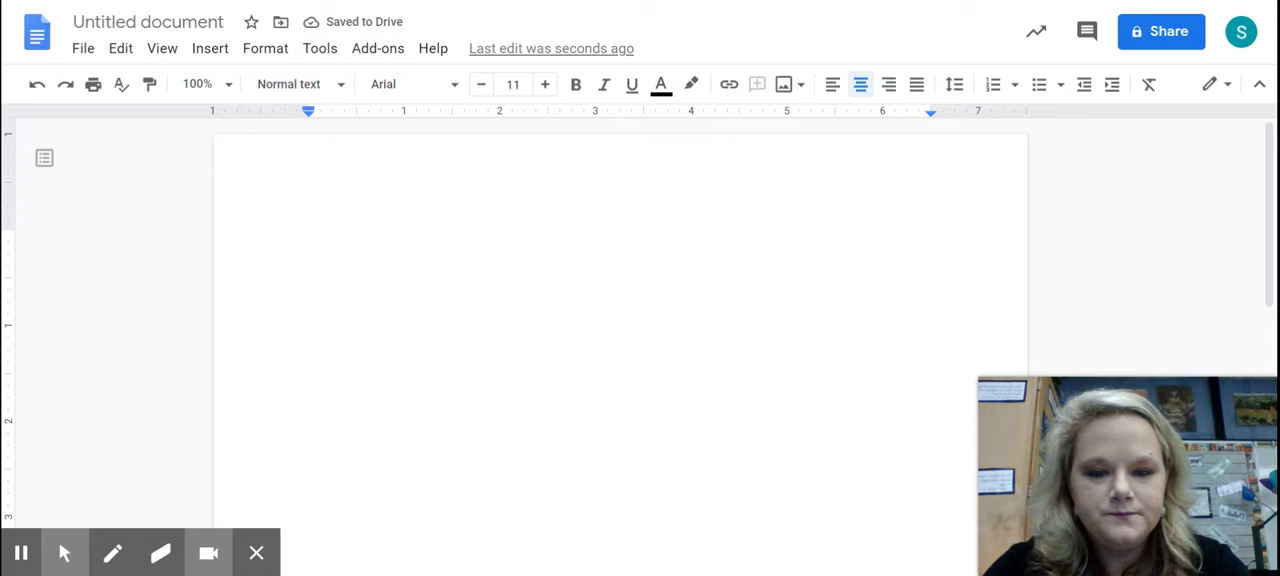 Untitled document
Saved to Drive
File Edit View Insert Format Tools Add-ons Help Last edit was seconds ago
Share
S
100% Normal text Arial 11 B I U A
1 1 2 3 4 5 6 7
1
1
2
3